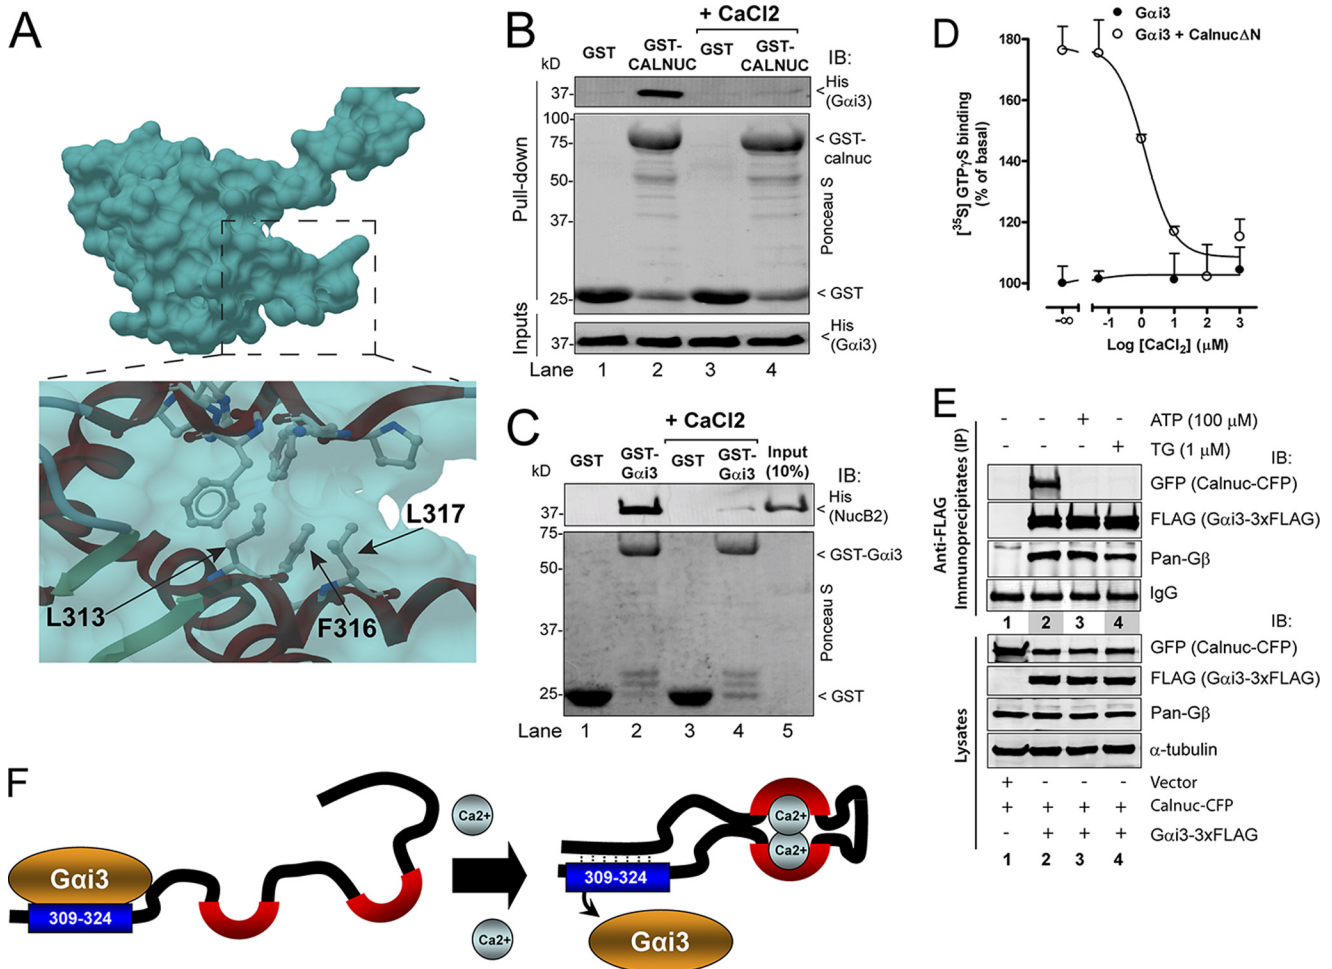 A
L317
L313
F316
B
+ CaCl2
kD
GST
GST-
CALNUC
GST
GST-
CALNUC
IB:
Pull-down
37-
His
(Gαi3)
100-
75-
50-
37-
25-
<GST-
calnuc
Ponceau S
<GST
Inputs
37-
His
(Gαi3)
Lane 1 2 3 4
C
+ CaCl2
kD
GST
GST-
Gαi3
GST
GST-
Gαi3
Input
(10%)
IB:
37-
His
(NucB2)
75-
50-
37-
25-
< GST-Gαi3
Ponceau S
< GST
Lane 1 2 3 4 5
D
Gαi3
Gαi3 + CalnucΔN
[³⁵S] GTPγS binding
(% of basal)
180
160
140
120
100
-∞ -1 0 1 2 3
Log [CaCl₂] (μM)
E
- - + - ATP (100 μM)
- - - + TG (1 μM)
IB:
Anti-FLAG
Immunoprecipitates (IP)
GFP (Calnuc-CFP)
FLAG (Gαi3-3xFLAG)
Pan-Gβ
IgG
1 2 3 4
IB:
Lysates
GFP (Calnuc-CFP)
FLAG (Gαi3-3xFLAG)
Pan-Gβ
α-tubulin
+ - - - Vector
+ + + + Calnuc-CFP
- + + + Gαi3-3xFLAG
1 2 3 4
F
Gαi3
309-324
Ca2+
Ca2+
Ca2+
Ca2+
309-324
Gαi3